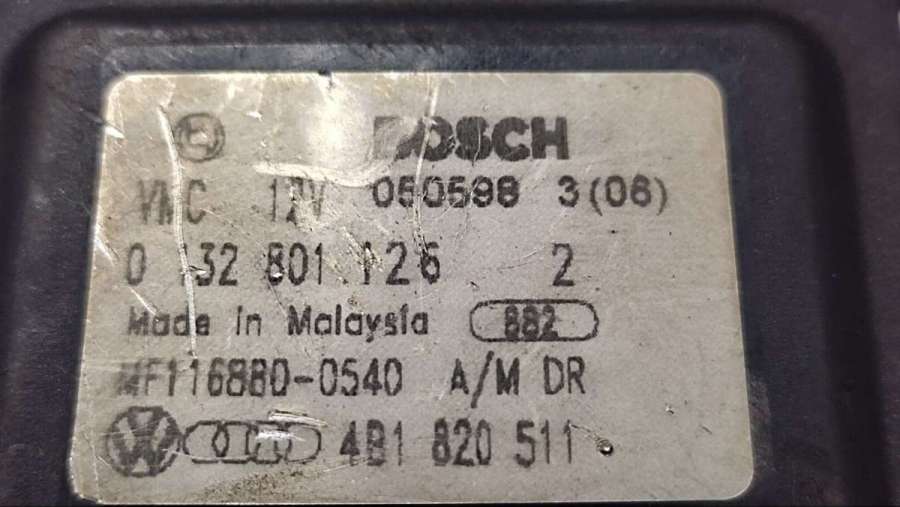 BOSCH
VMC 12V 050598 3(06)
0 132 801 126 2
Made in Malaysia 882
MF116880-0540 A/M DR
4B1 820 511